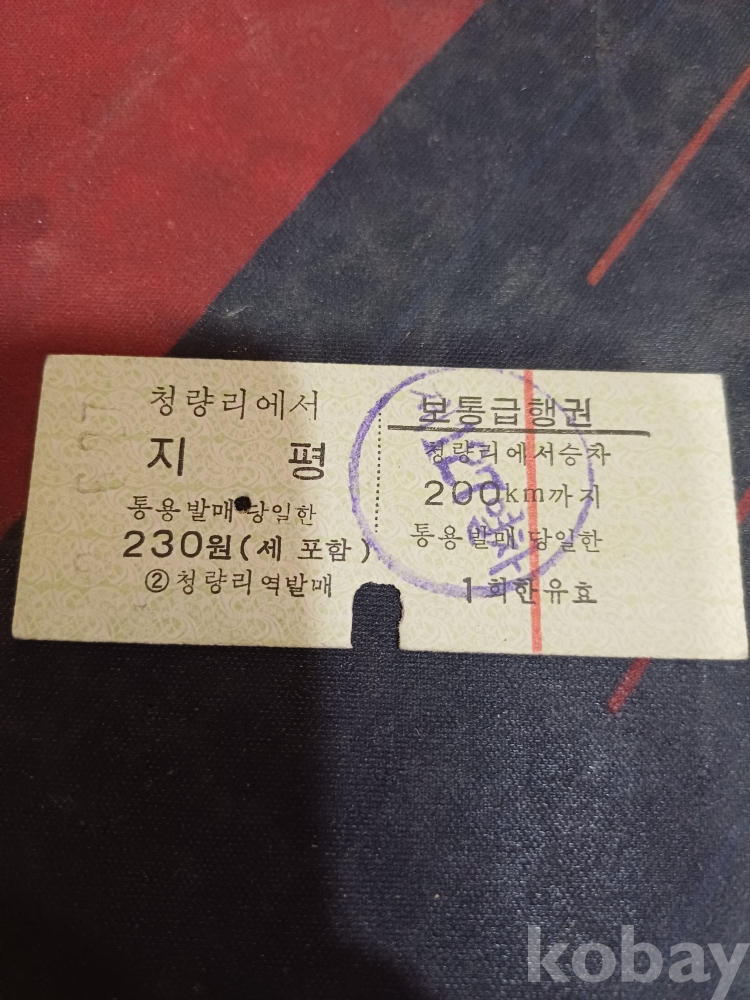 청량리에서
지 평
통용발매 당일한
230원(세 포함)
②청량리역발매
보통급행권
청량리에서승차
200km까지
통용발매 당일한
1회한유효
kobay